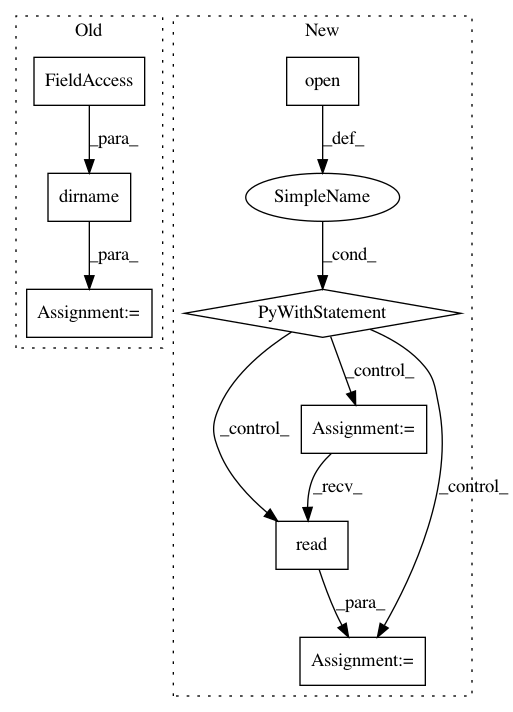 Old
FieldAccess
_para_
dirname
_para_
Assignment:=
New
open
_def_
SimpleName
_cond_
PyWithStatement
_control_
_control_
_control_
Assignment:=
_recv_
read
_para_
Assignment:=